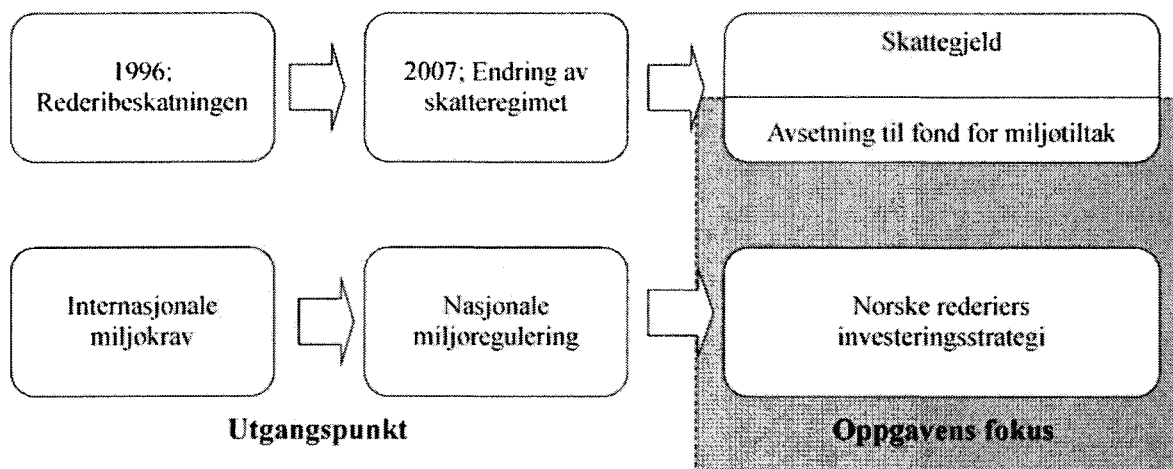 1996;
Rederibeskatningen
2007; Endring av
skatteregimet
Skattegjeld
Avsetning til fond for miljøtiltak
Internasjonale
miljøkrav
Nasjonale
miljøregulering
Norske rederiers
investeringsstrategi
Utgangspunkt
Oppgavens fokus